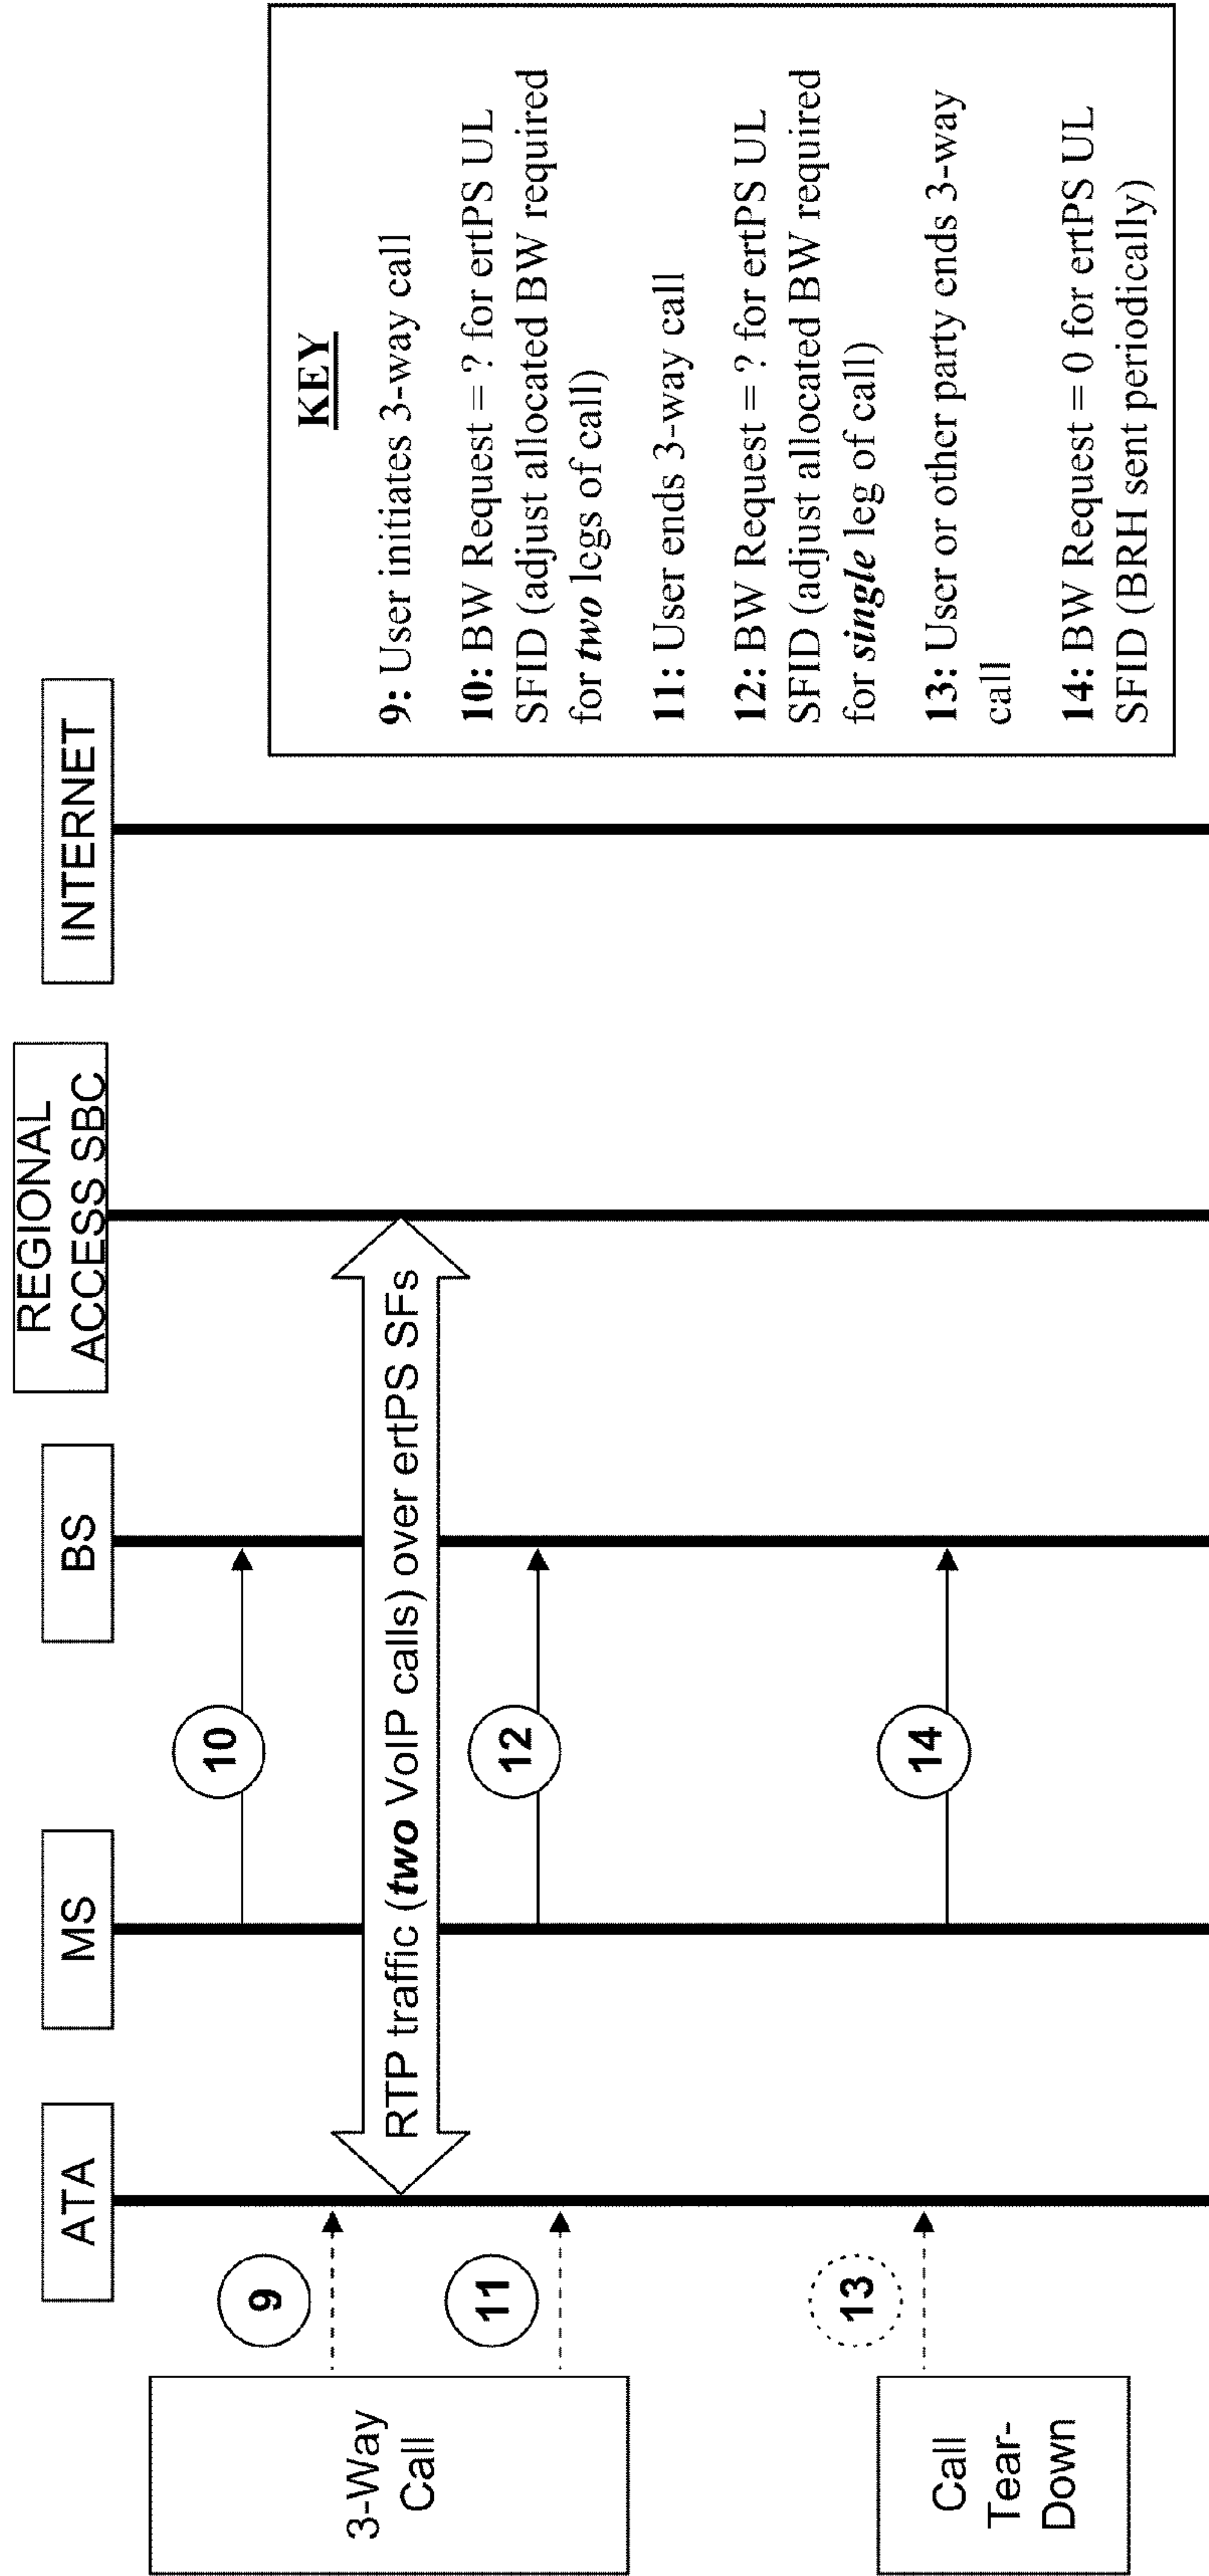 ATA
MS
BS
REGIONAL
ACCESS SBC
INTERNET
3-Way
Call
9
10
RTP traffic (two VoIP calls) over ertPS SFs
11
12
Call
Tear-
Down
13
14
KEY
9: User initiates 3-way call
10: BW Request = ? for ertPS UL
SFID (adjust allocated BW required
for two legs of call)
11: User ends 3-way call
12: BW Request = ? for ertPS UL
SFID (adjust allocated BW required
for single leg of call)
13: User or other party ends 3-way
call
14: BW Request = 0 for ertPS UL
SFID (BRH sent periodically)